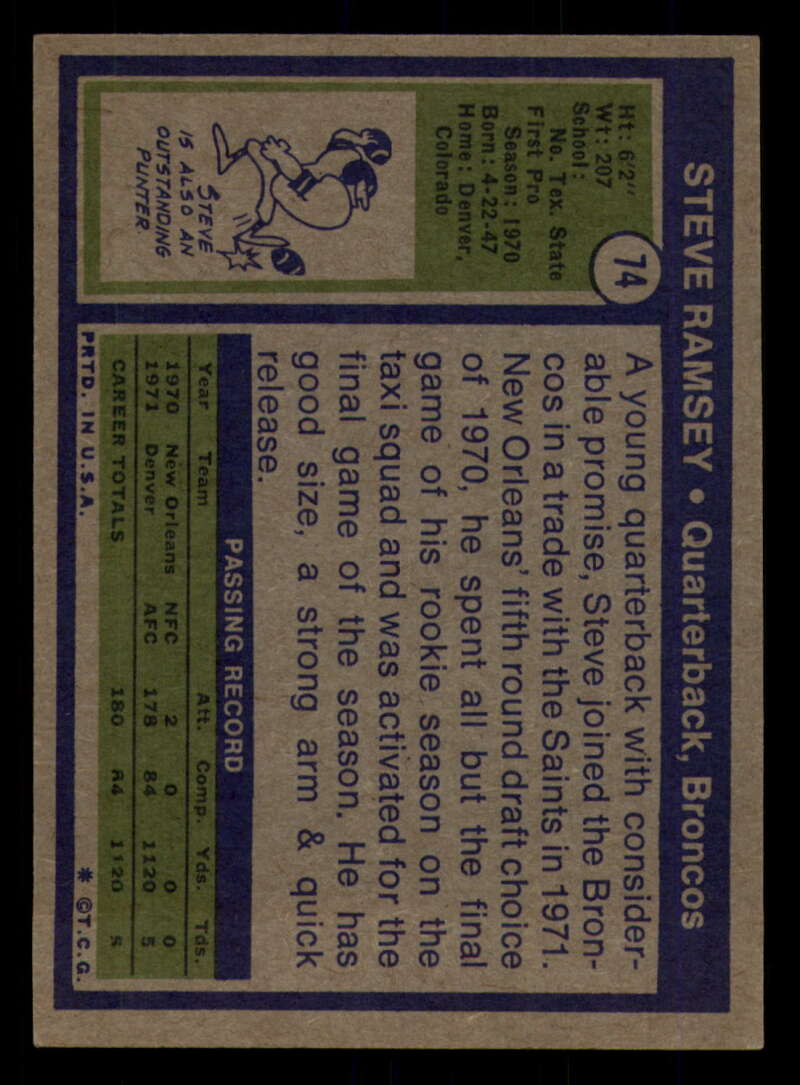 STEVE RAMSEY • Quarterback, Broncos
74
Ht: 6'2"
Wt: 207
School:
No. Tex. State
First Pro
Season: 1970
Born: 4-22-47
Home: Denver,
Colorado
STEVE
IS ALSO AN
OUTSTANDING
PUNTER.
A young quarterback with consider-
able promise, Steve joined the Bron-
cos in a trade with the Saints in 1971.
New Orleans' fifth round draft choice
of 1970, he spent all but the final
game of his rookie season on the
taxi squad and was activated for the
final game of the season. He has
good size, a strong arm & quick
release.
PASSING RECORD
Year Team Att. Comp. Yds. Tds.
1970 New Orleans NFC 2 0 0 0
1971 Denver AFC 178 84 1120 5
CAREER TOTALS 180 84 1120 5
PRTD. IN U.S.A. * ©T.C.G.